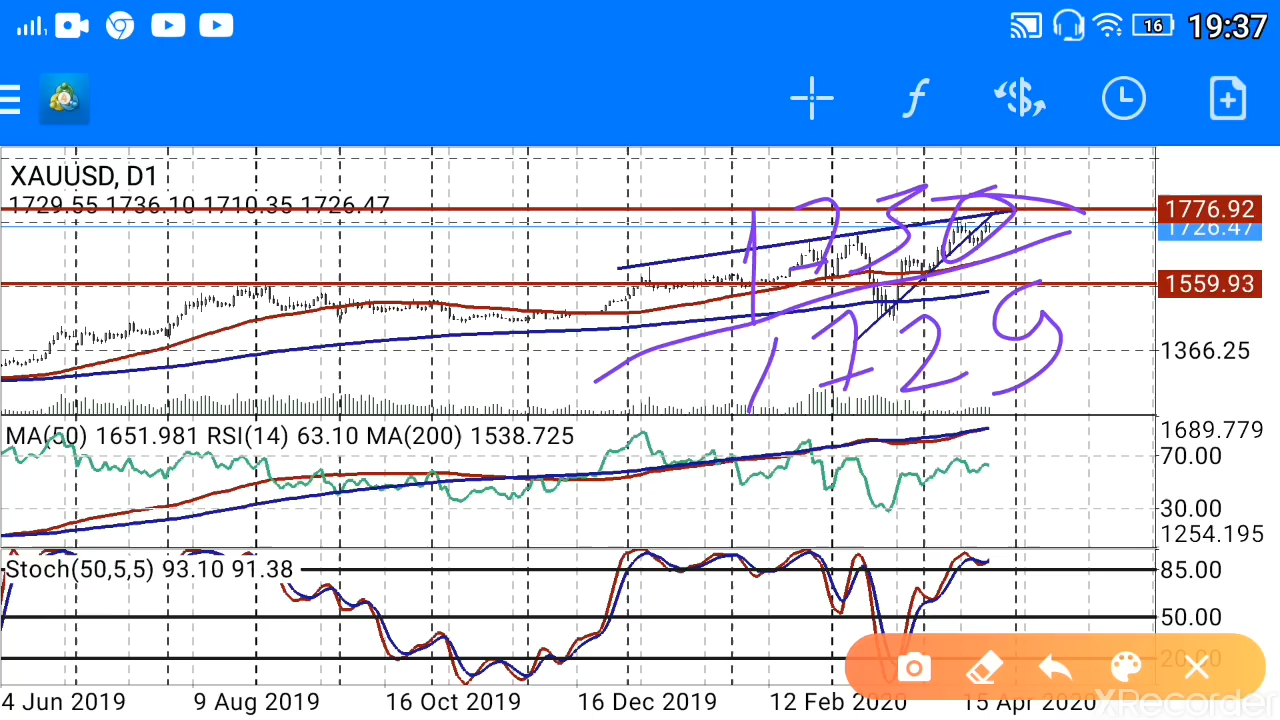 16 19:37
XAUUSD, D1
1729.55 1736.10 1710.35 1726.47
1776.92
1726.47
1730
1559.93
1729
1366.25
MA(50) 1651.981 RSI(14) 63.10 MA(200) 1538.725
1689.779
70.00
30.00
1254.195
Stoch(50,5,5) 93.10 91.38
85.00
50.00
20.00
4 Jun 2019 9 Aug 2019 16 Oct 2019 16 Dec 2019 12 Feb 2020 15 Apr 2020
XRecorder